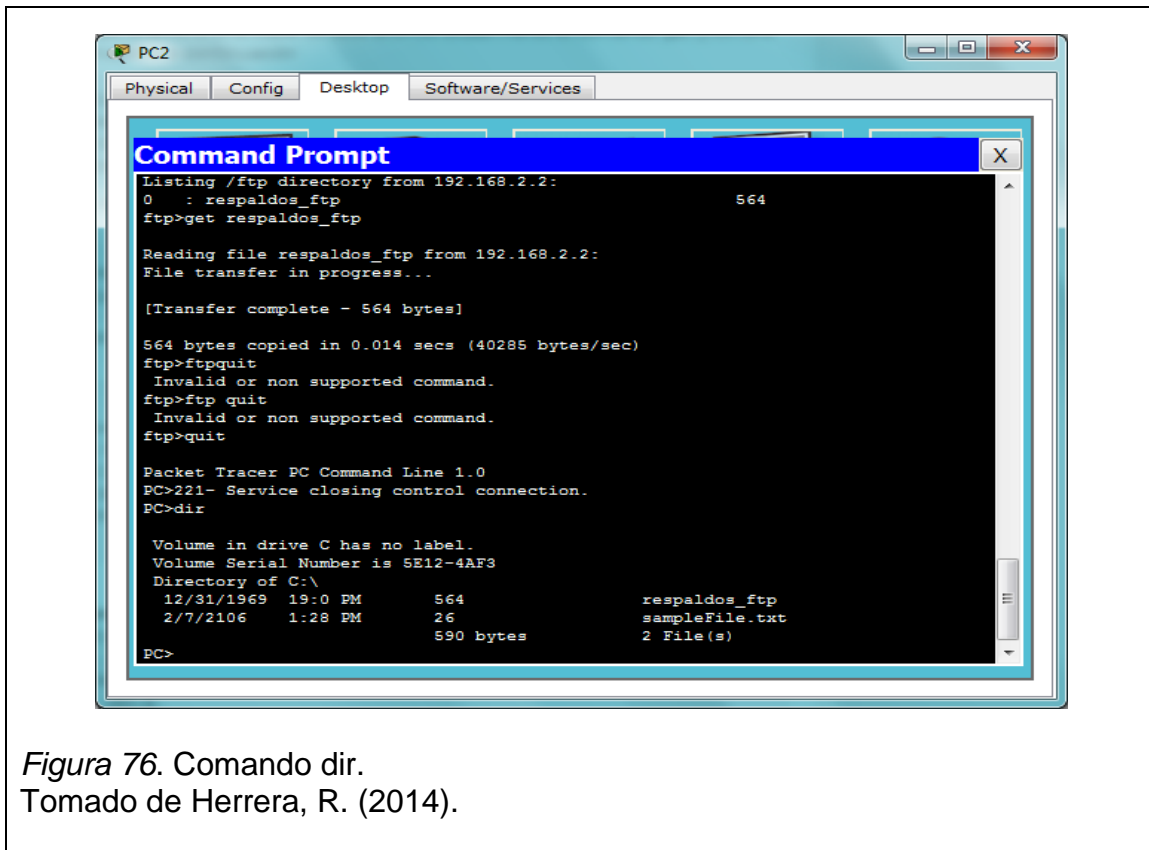 PC2
Physical Config Desktop Software/Services
Command Prompt X
Listing /ftp directory from 192.168.2.2:
0 : respaldos_ftp 564
ftp>get respaldos_ftp
Reading file respaldos_ftp from 192.168.2.2:
File transfer in progress...
[Transfer complete - 564 bytes]
564 bytes copied in 0.014 secs (40285 bytes/sec)
ftp>ftpquit
Invalid or non supported command.
ftp>ftp quit
Invalid or non supported command.
ftp>quit
Packet Tracer PC Command Line 1.0
PC>221- Service closing control connection.
PC>dir
Volume in drive C has no label.
Volume Serial Number is 5E12-4AF3
Directory of C:\
12/31/1969 19:0 PM 564 respaldos_ftp
2/7/2106 1:28 PM 26 sampleFile.txt
590 bytes 2 File(s)
PC>
Figura 76. Comando dir.
Tomado de Herrera, R. (2014).